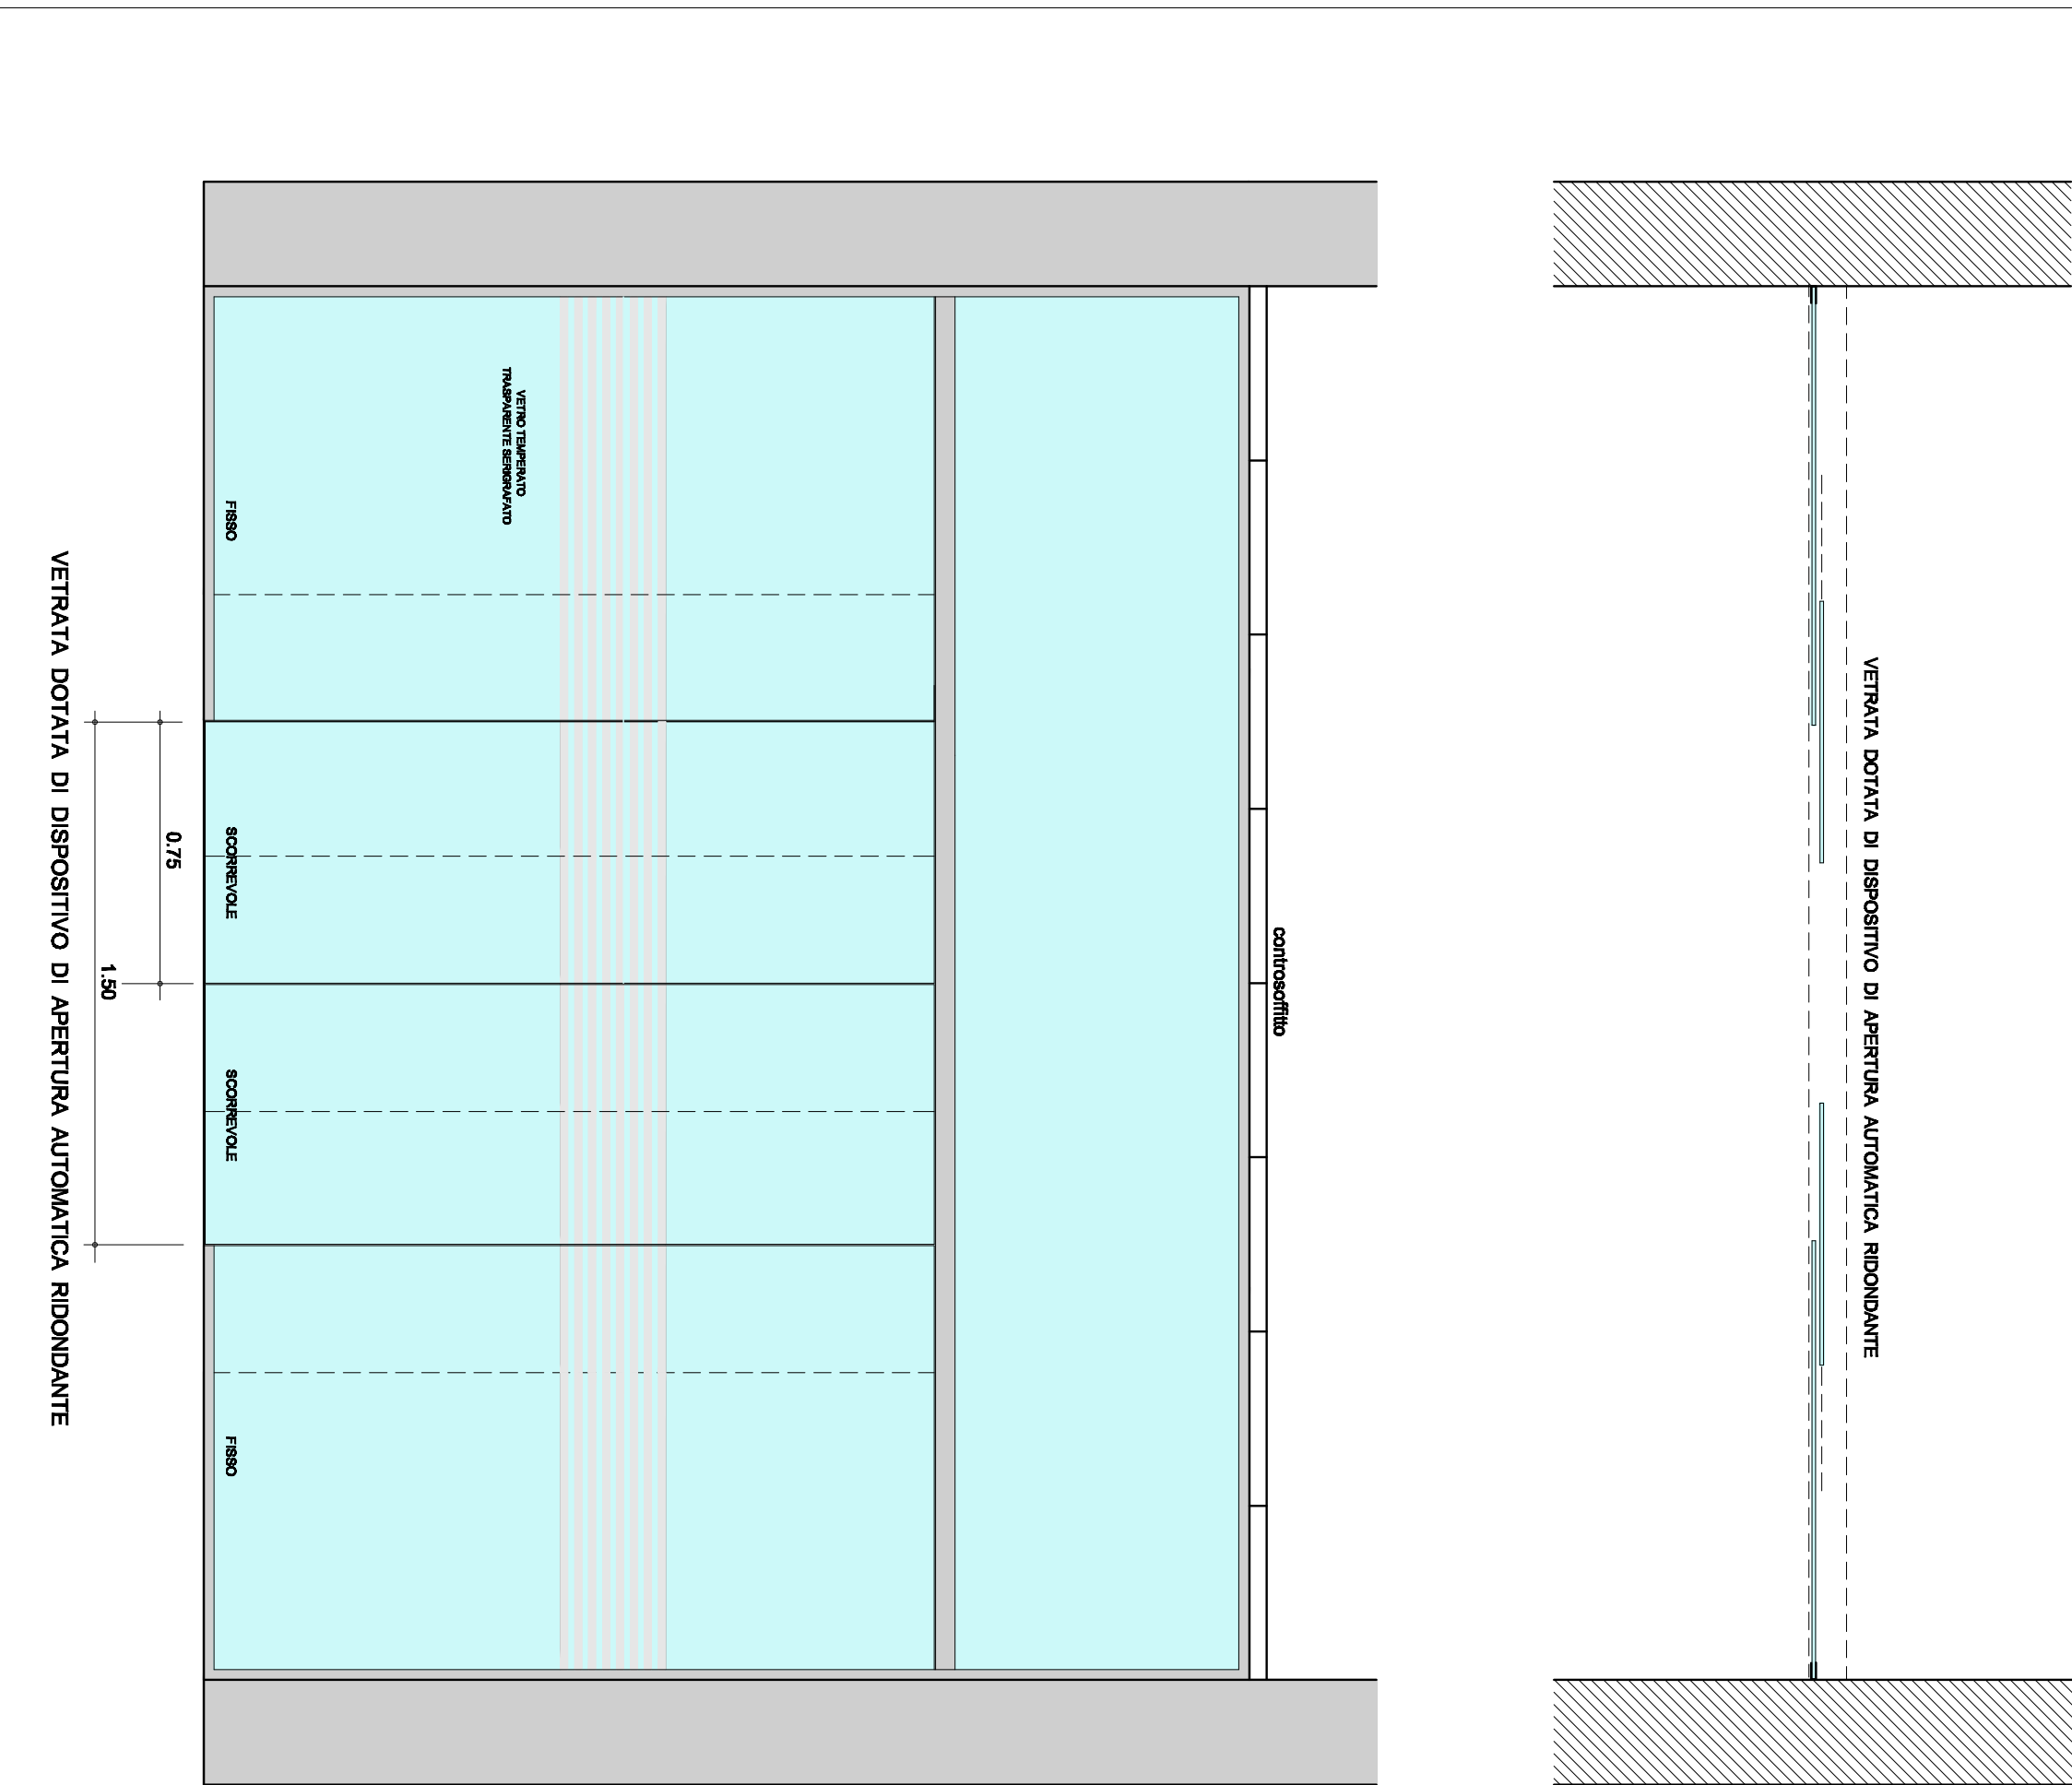 VETRATA DOTATA DI DISPOSITIVO DI APERTURA AUTOMATICA RIDONDANTE
controsoffitto
VETRO TEMPERATO
TRASPARENTE SERIGRAFATO
FISSO
SCORREVOLE
SCORREVOLE
FISSO
0.75
1.50
VETRATA DOTATA DI DISPOSITIVO DI APERTURA AUTOMATICA RIDONDANTE